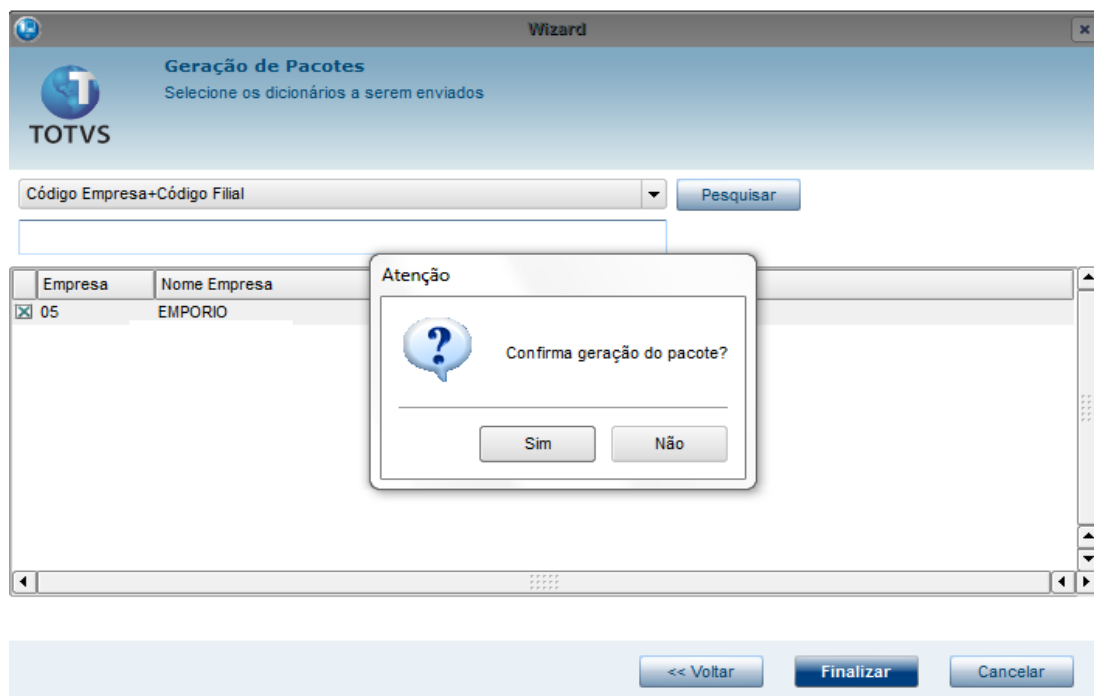 Wizard
Geração de Pacotes
Selecione os dicionários a serem enviados
TOTVS
Código Empresa+Código Filial
Pesquisar
Empresa Nome Empresa
05 EMPORIO
Atenção
?
Confirma geração do pacote?
Sim Não
<< Voltar Finalizar Cancelar